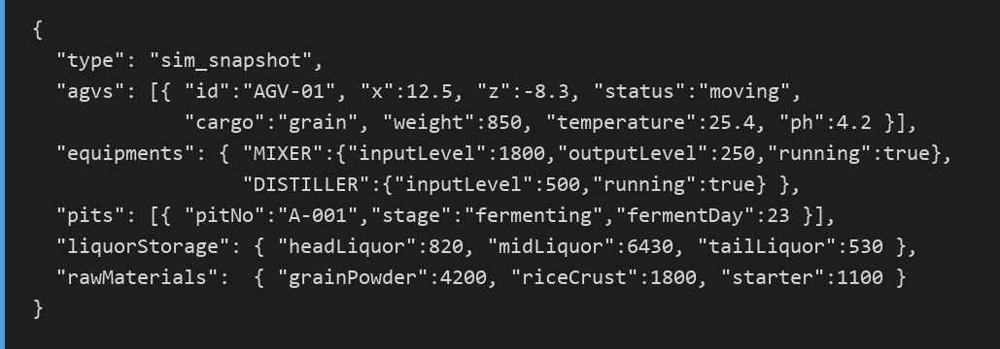 {
  "type": "sim_snapshot",
  "agvs": [{ "id":"AGV-01", "x":12.5, "z":-8.3, "status":"moving",
             "cargo":"grain", "weight":850, "temperature":25.4, "ph":4.2 }],
  "equipments": { "MIXER":{"inputLevel":1800,"outputLevel":250,"running":true},
                  "DISTILLER":{"inputLevel":500,"running":true} },
  "pits": [{ "pitNo":"A-001","stage":"fermenting","fermentDay":23 }],
  "liquorStorage": { "headLiquor":820, "midLiquor":6430, "tailLiquor":530 },
  "rawMaterials":  { "grainPowder":4200, "riceCrust":1800, "starter":1100 }
}